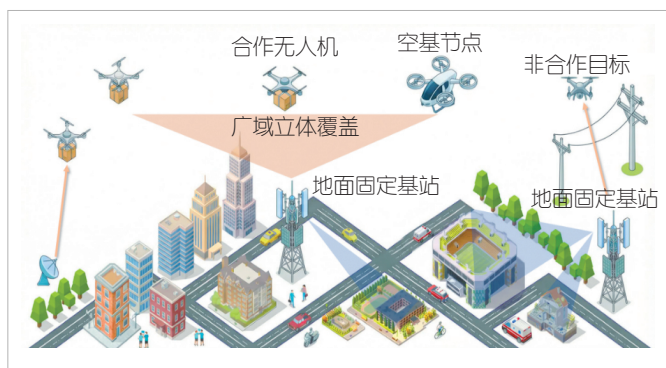 合作无人机
空基节点
非合作目标
广域立体覆盖
地面固定基站
地面固定基站